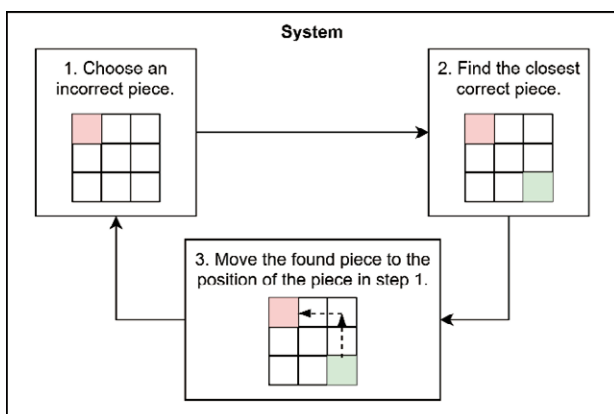 System
1. Choose an
incorrect piece.
2. Find the closest
correct piece.
3. Move the found piece to the
position of the piece in step 1.